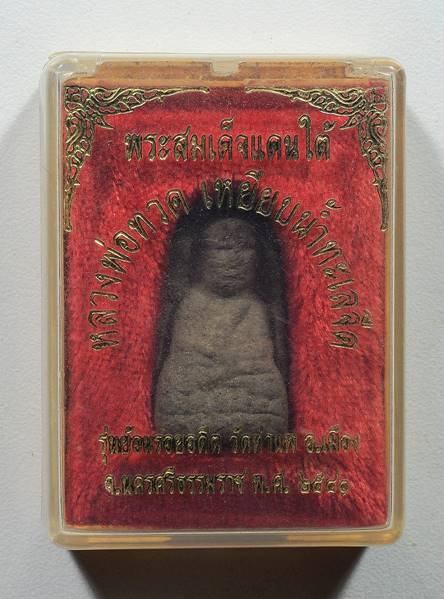 พระสมเด็จแดนใต้
หลวงพ่อทวด เหยียบน้ำทะเลจืด
รุ่นย้อนรอยอดีต วัดท่าแพ อ.เมือง
จ.นครศรีธรรมราช พ.ศ. ๒๕๔๑